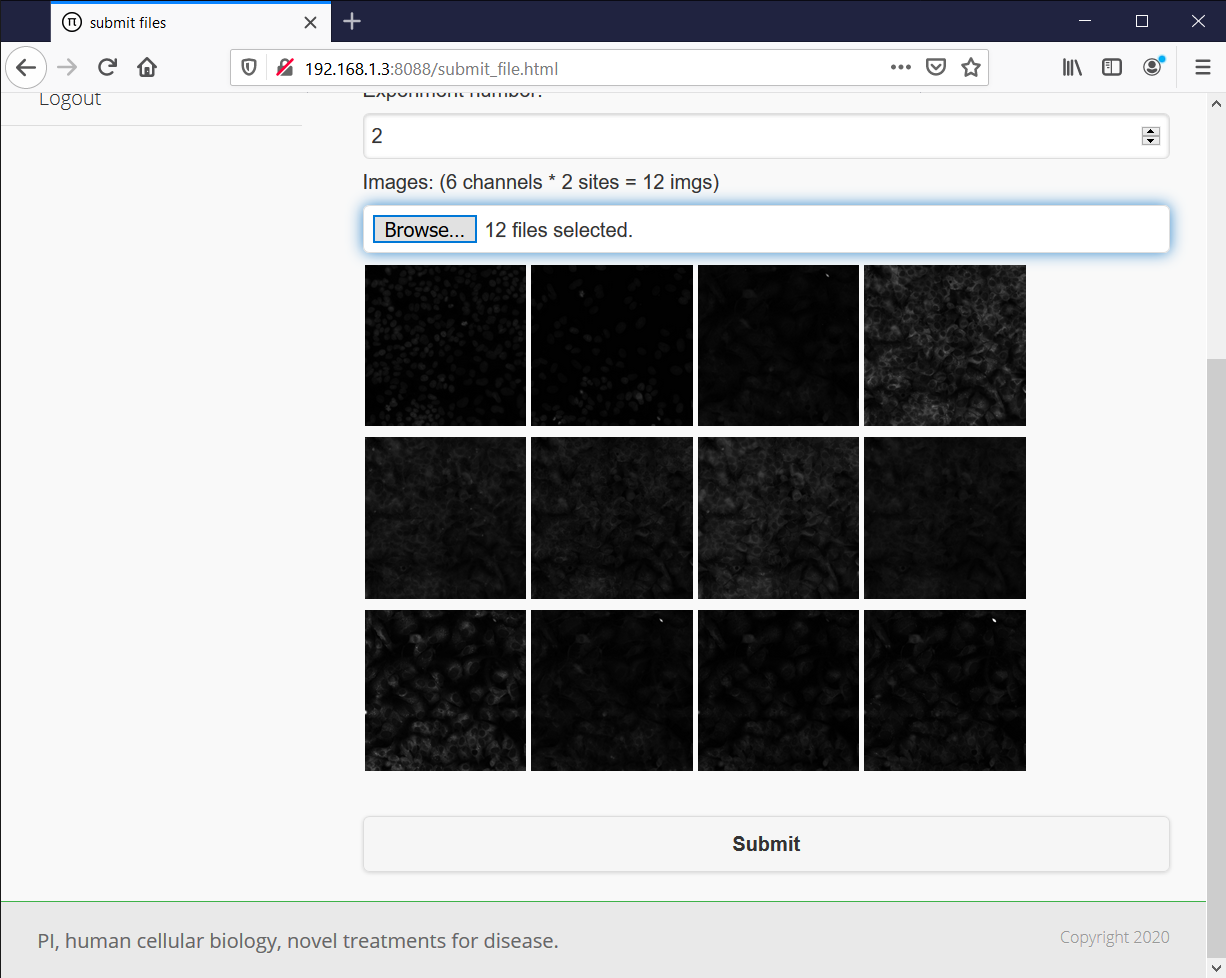 submit files
192.168.1.3:8088/submit_file.html
Logout
Experiment number:
2
Images: (6 channels * 2 sites = 12 imgs)
Browse... 12 files selected.
Submit
PI, human cellular biology, novel treatments for disease.
Copyright 2020